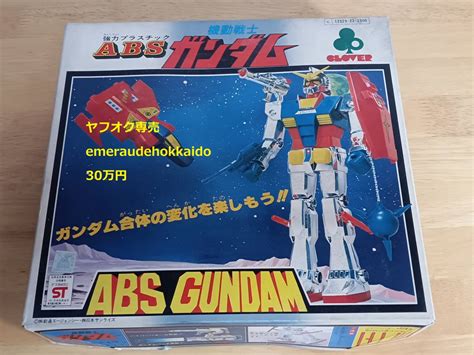 機動戦士
強力プラスチック
ABS ガンダム
CLOVER
ヤフオク専売
emeraudehokkaido
30万円
ガンダム合体の変化を楽しもう!!
ST
ABS GUNDAM